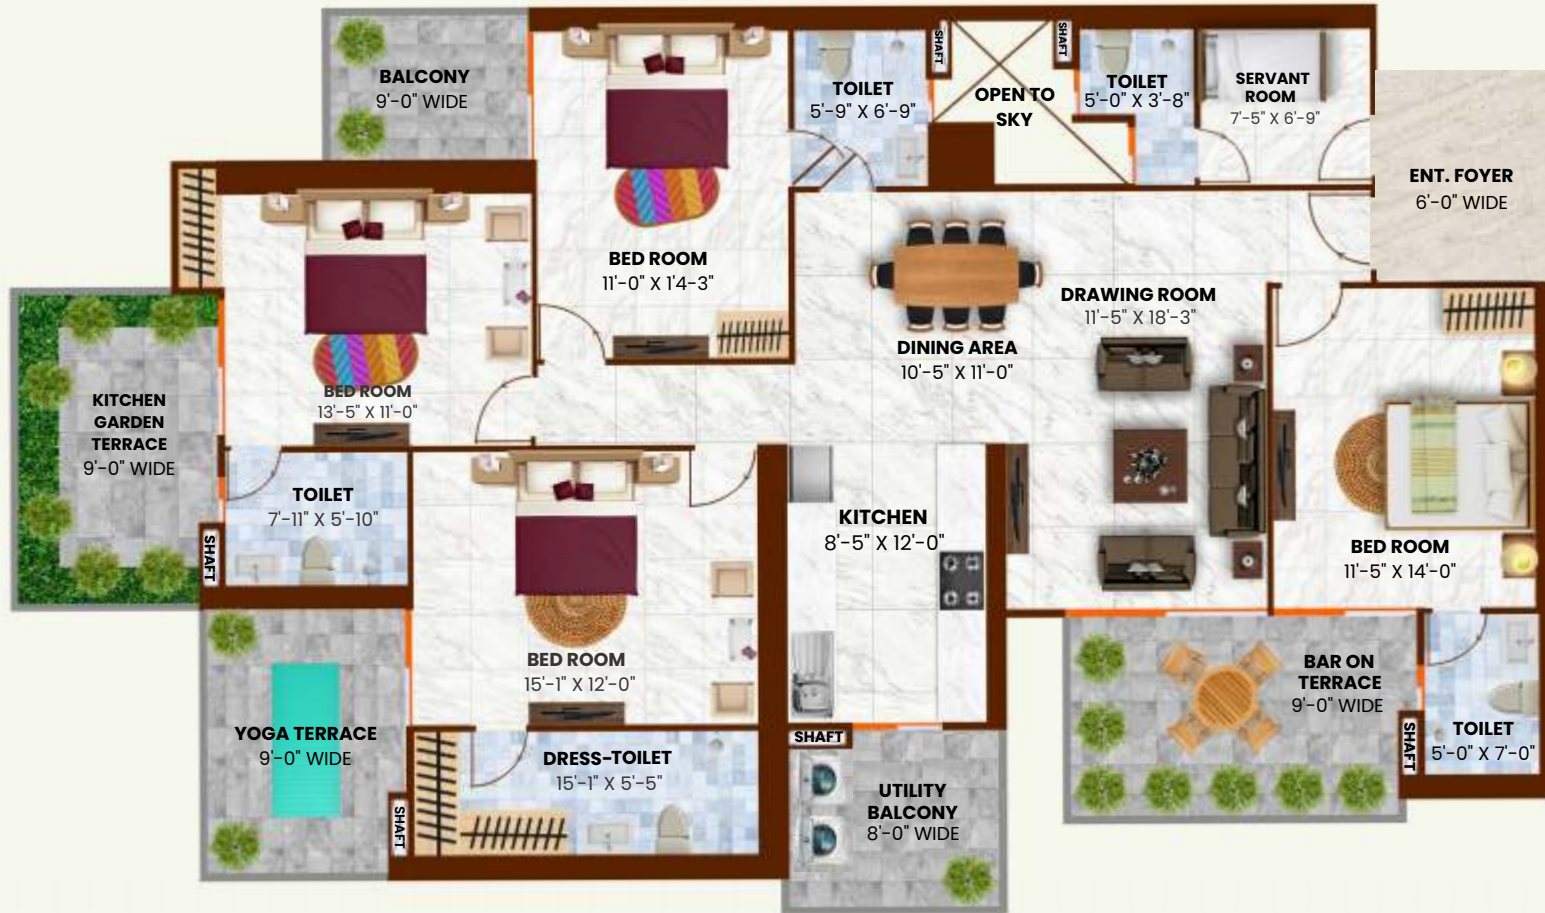 BALCONY
9'-0" WIDE
TOILET
5'-9" X 6'-9"
SHAFT
OPEN TO
SKY
SHAFT
TOILET
5'-0" X 3'-8"
SERVANT
ROOM
7'-5" X 6'-9"
ENT. FOYER
6'-0" WIDE
BED ROOM
11'-0" X 1'4-3"
DRAWING ROOM
11'-5" X 18'-3"
DINING AREA
10'-5" X 11'-0"
BED ROOM
13'-5" X 11'-0"
KITCHEN
GARDEN
TERRACE
9'-0" WIDE
TOILET
7'-11" X 5'-10"
SHAFT
KITCHEN
8'-5" X 12'-0"
BED ROOM
11'-5" X 14'-0"
BED ROOM
15'-1" X 12'-0"
BAR ON
TERRACE
9'-0" WIDE
TOILET
5'-0" X 7'-0"
SHAFT
YOGA TERRACE
9'-0" WIDE
SHAFT
DRESS-TOILET
15'-1" X 5'-5"
SHAFT
UTILITY
BALCONY
8'-0" WIDE